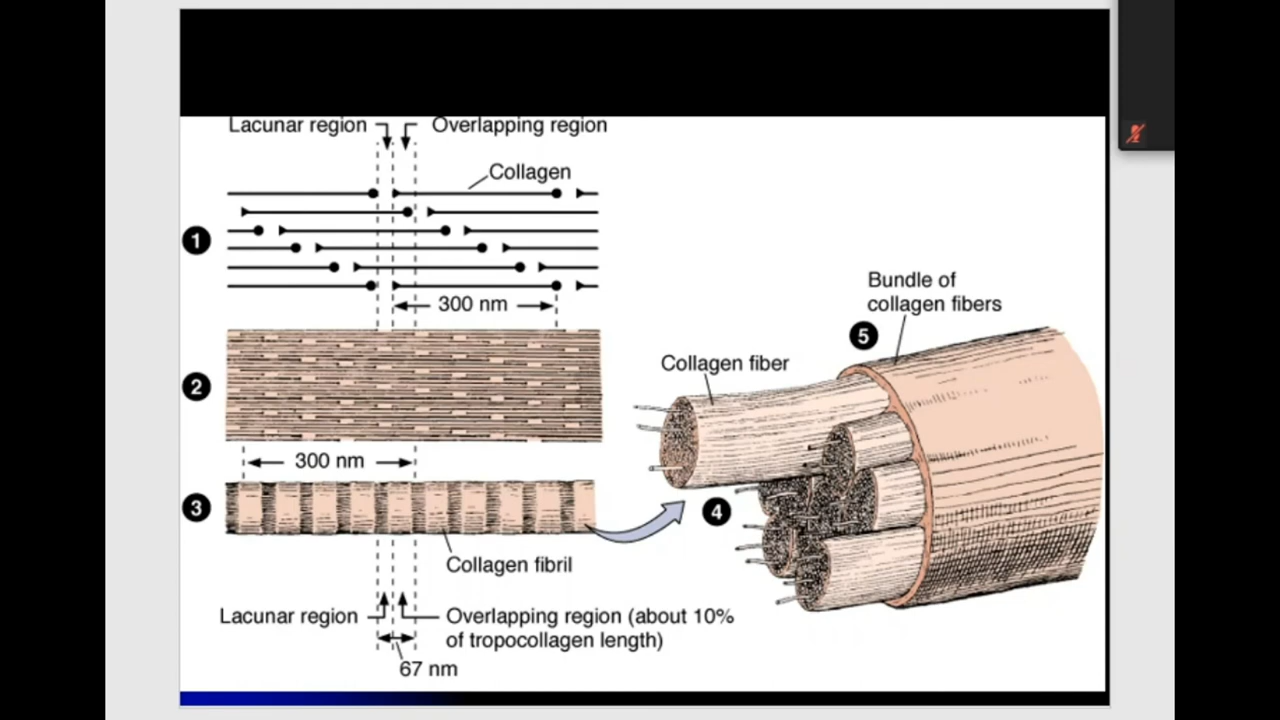 Lacunar region
Overlapping region
Collagen
1
300 nm
2
300 nm
3
Collagen fibril
Lacunar region
Overlapping region (about 10%
of tropocollagen length)
67 nm
Bundle of
collagen fibers
5
Collagen fiber
4